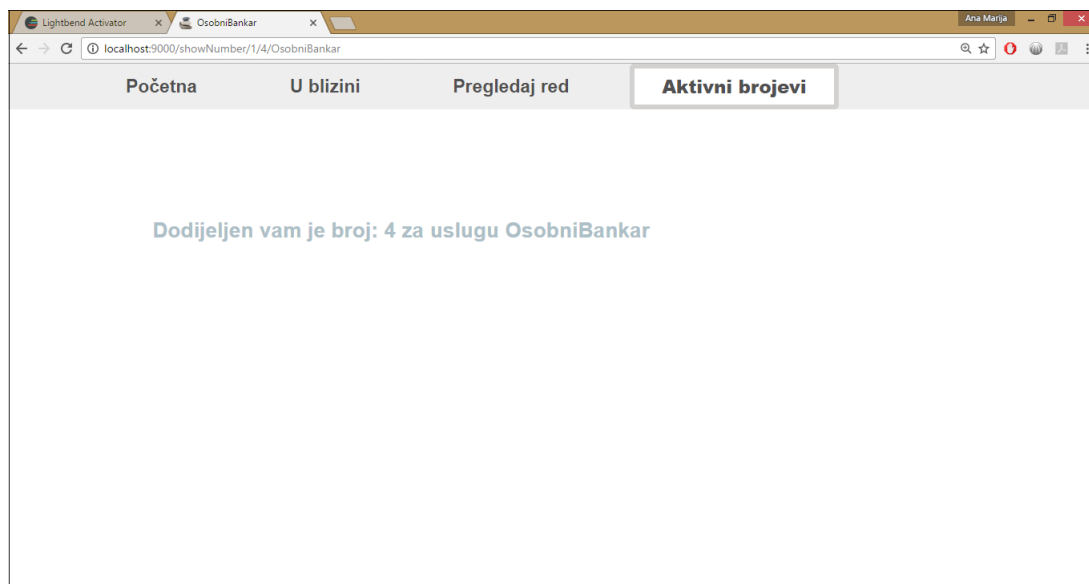 Lightbend Activator OsobniBankar Ana Marija
localhost:9000/showNumber/1/4/OsobniBankar
Početna U blizini Pregledaj red Aktivni brojevi
Dodijeljen vam je broj: 4 za uslugu OsobniBankar